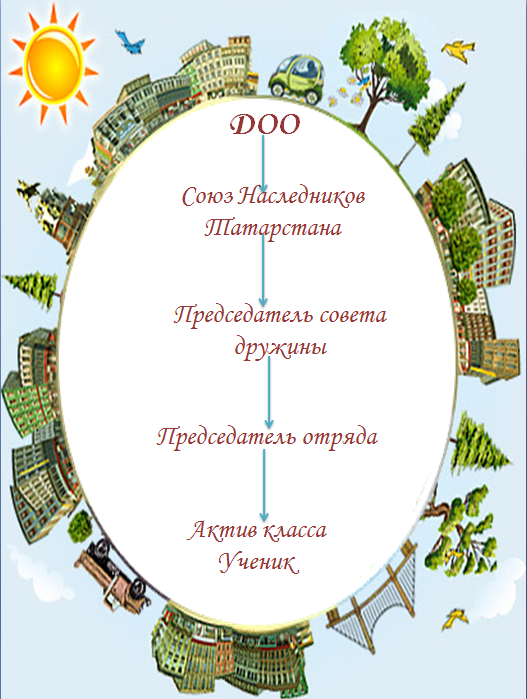 ДОО
Союз Наследников
Татарстана
Председатель совета
дружины
Председатель отряда
Актив класса
Ученик